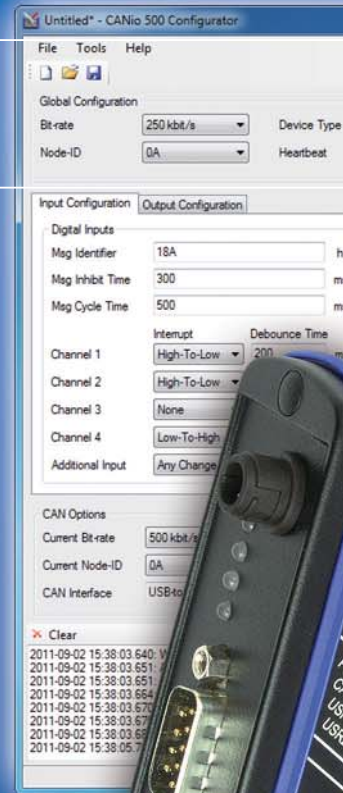 Untitled* - CANio 500 Configurator
File Tools Help
Global Configuration
Bit-rate 250 kbit/s Device Type
Node-ID 0A Heartbeat
Input Configuration Output Configuration
Digital Inputs
Msg Identifier 18A
Msg Inhibit Time 300
Msg Cycle Time 500
Interrupt Debounce Time
Channel 1 High-To-Low 200
Channel 2 High-To-Low
Channel 3 None
Channel 4 Low-To-High
Additional Input Any Change
CAN Options
Current Bit-rate 500 kbit/s
Current Node-ID 0A
CAN Interface USB-to
Clear
2011-09-02 15:38:03.640: W
2011-09-02 15:38:03.651: A
2011-09-02 15:38:03.651:
2011-09-02 15:38:03.664
2011-09-02 15:38:03.670
2011-09-02 15:38:03.67
2011-09-02 15:38:03.68
2011-09-02 15:38:05.7